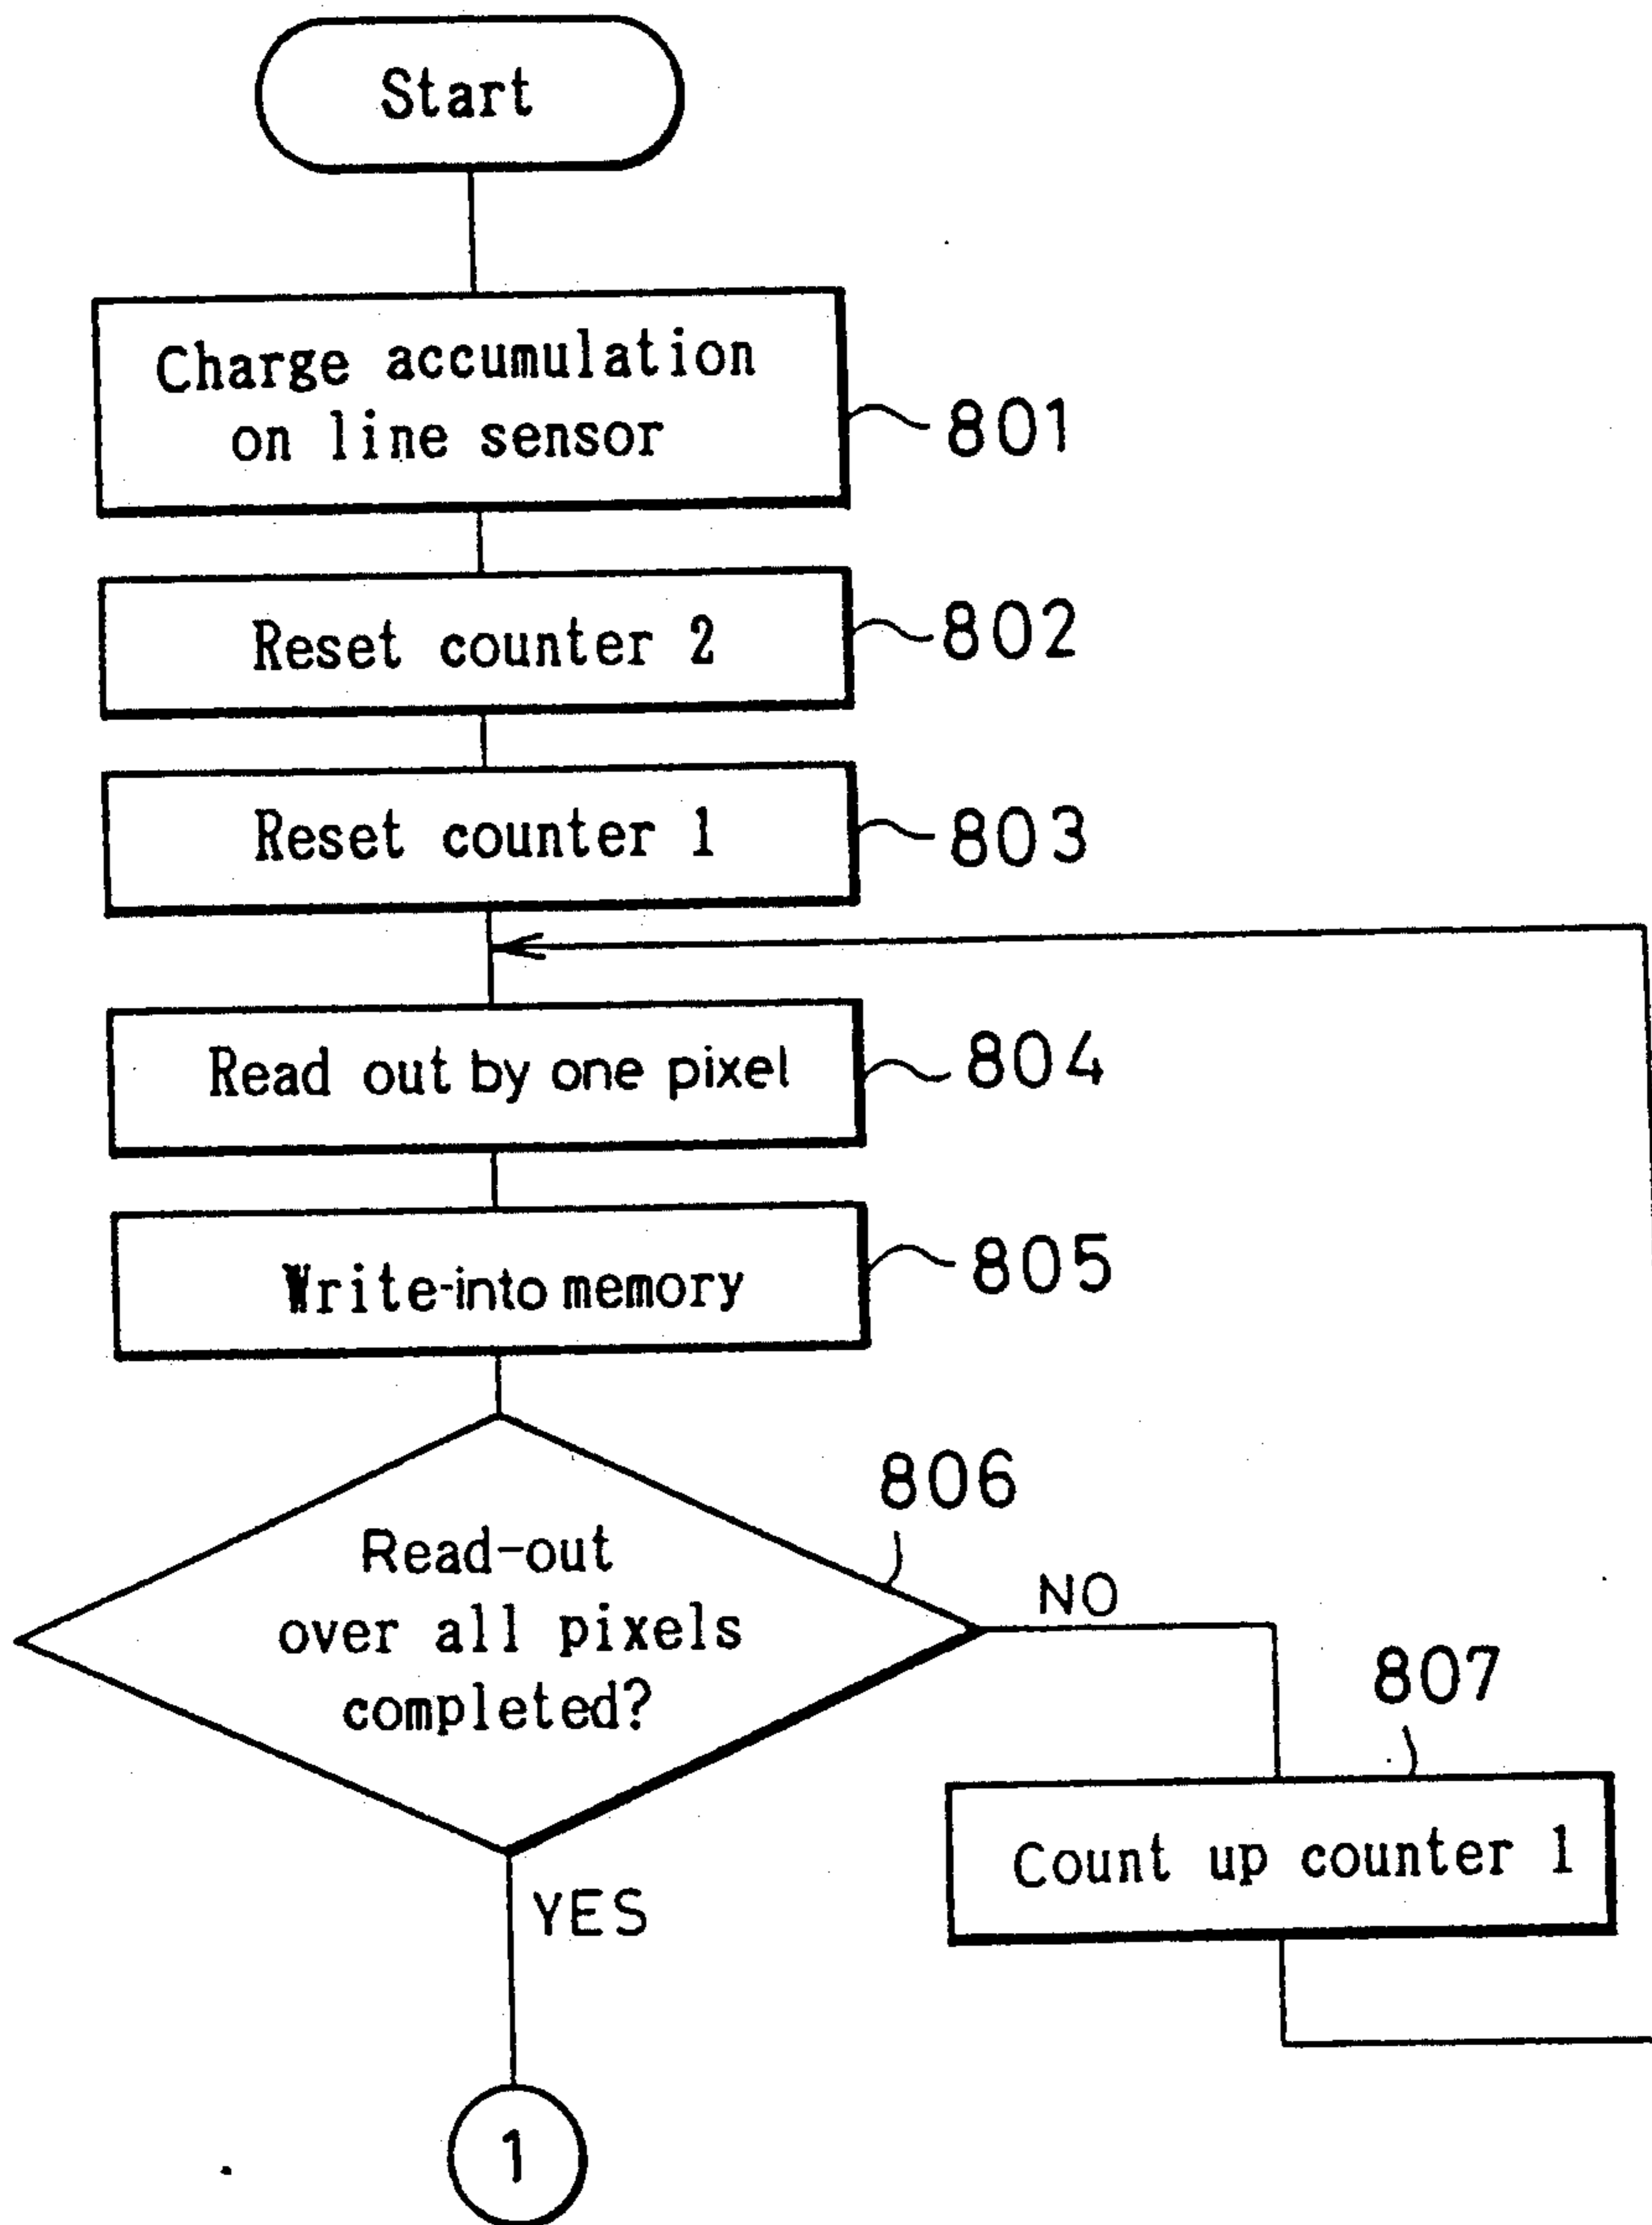 Start
Charge accumulation
on line sensor
801
Reset counter 2
802
Reset counter 1
803
Read out by one pixel
804
Write-into memory
805
806
Read-out
over all pixels
completed?
NO
807
Count up counter 1
YES
1